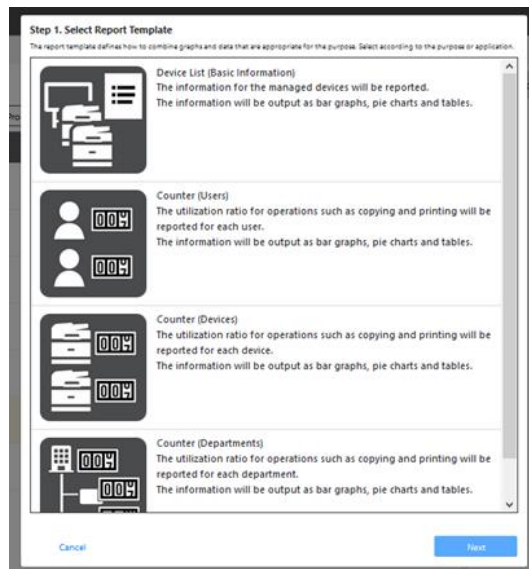 Step 1. Select Report Template
The report template defines how to combine graphs and data that are appropriate for the purpose. Select according to the purpose or application.
Device List (Basic Information)
The information for the managed devices will be reported.
The information will be output as bar graphs, pie charts and tables.
Pro
Counter (Users)
The utilization ratio for operations such as copying and printing will be
reported for each user.
The information will be output as bar graphs, pie charts and tables.
Counter (Devices)
The utilization ratio for operations such as copying and printing will be
reported for each device.
The information will be output as bar graphs, pie charts and tables.
Counter (Departments)
The utilization ratio for operations such as copying and printing will be
reported for each department.
The information will be output as bar graphs, pie charts and tables.
Cancel
Next